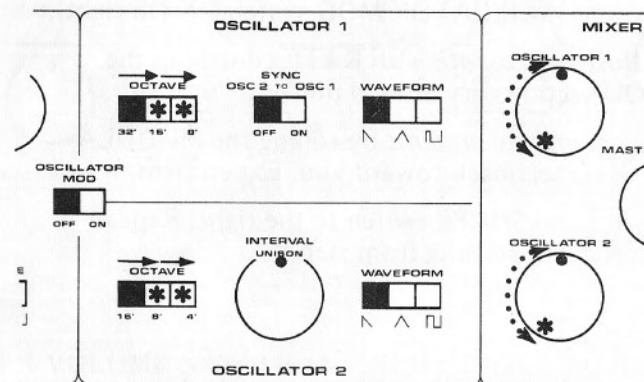 OSCILLATOR 1
MIXER
OSCILLATOR 1
SYNC
OCTAVE
OSC 2 TO OSC 1
WAVEFORM
32' 16' 8'
OFF ON
MAST
OSCILLATOR
MOD
OFF ON
OSCILLATOR 2
INTERVAL
OCTAVE
UNISON
WAVEFORM
E
16' 8' 4'
OSCILLATOR 2